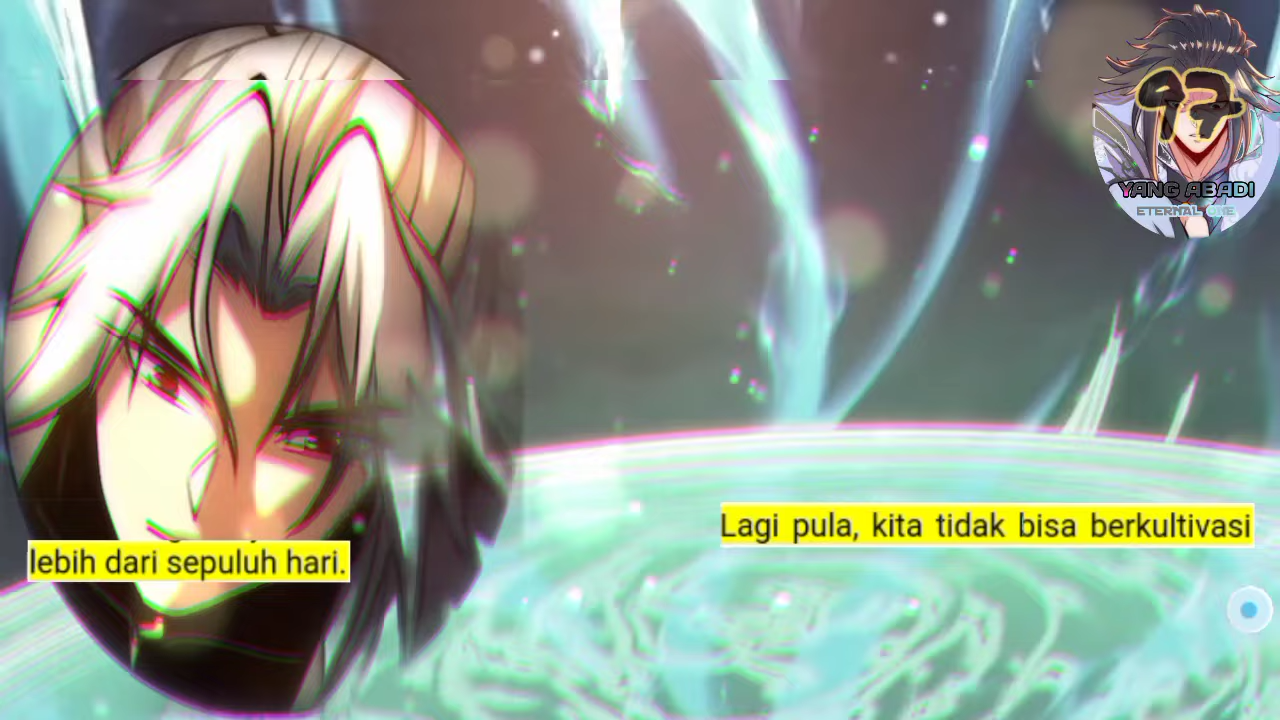 YANG ABADI
ETERNAL ONE
Lagi pula, kita tidak bisa berkultivasi
lebih dari sepuluh hari.